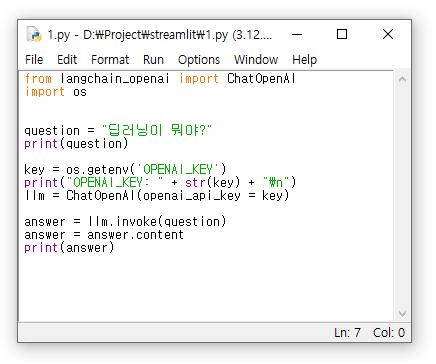 1.py - D:₩Project₩streamlit₩1.py (3.12....
File Edit Format Run Options Window Help
from langchain_openai import ChatOpenAI
import os
question = "딥러닝이 뭐야?"
print(question)
key = os.getenv('OPENAI_KEY')
print("OPENAI_KEY: " + str(key) + "₩n")
llm = ChatOpenAI(openai_api_key = key)
answer = llm.invoke(question)
answer = answer.content
print(answer)
Ln: 7 Col: 0